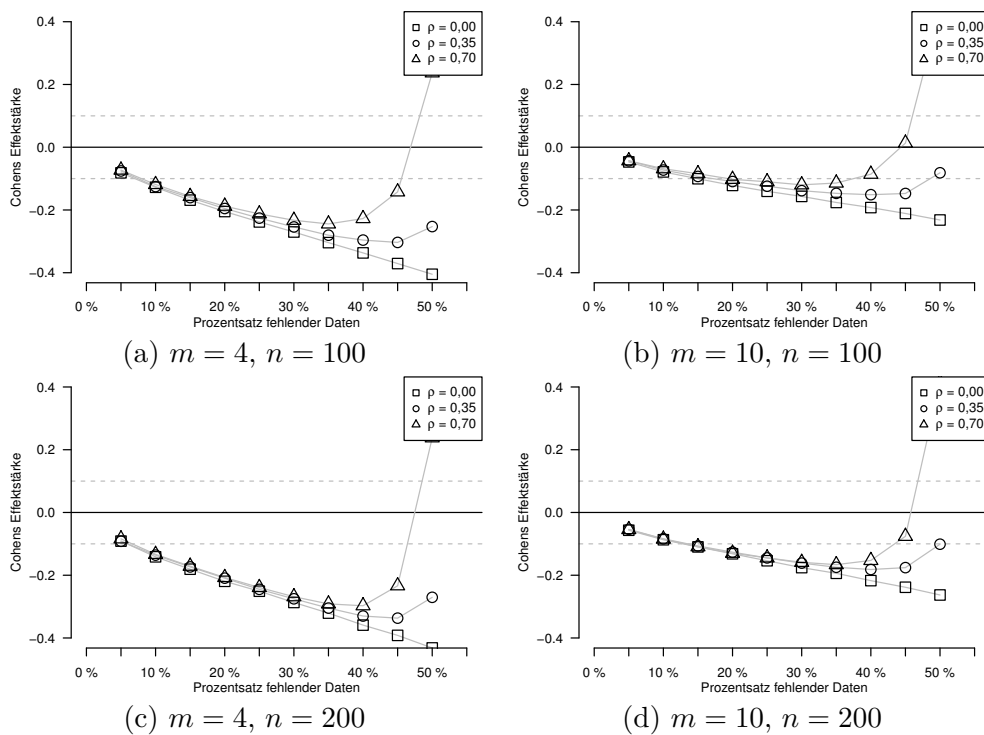 0.4
0.2
0.0
−0.2
−0.4
Cohens Effektstärke
ρ = 0,00
ρ = 0,35
ρ = 0,70
0 % 10 % 20 % 30 % 40 % 50 %
Prozentsatz fehlender Daten
(a) m = 4, n = 100
0.4
0.2
0.0
−0.2
−0.4
Cohens Effektstärke
ρ = 0,00
ρ = 0,35
ρ = 0,70
0 % 10 % 20 % 30 % 40 % 50 %
Prozentsatz fehlender Daten
(b) m = 10, n = 100
0.4
0.2
0.0
−0.2
−0.4
Cohens Effektstärke
ρ = 0,00
ρ = 0,35
ρ = 0,70
0 % 10 % 20 % 30 % 40 % 50 %
Prozentsatz fehlender Daten
(c) m = 4, n = 200
0.4
0.2
0.0
−0.2
−0.4
Cohens Effektstärke
ρ = 0,00
ρ = 0,35
ρ = 0,70
0 % 10 % 20 % 30 % 40 % 50 %
Prozentsatz fehlender Daten
(d) m = 10, n = 200